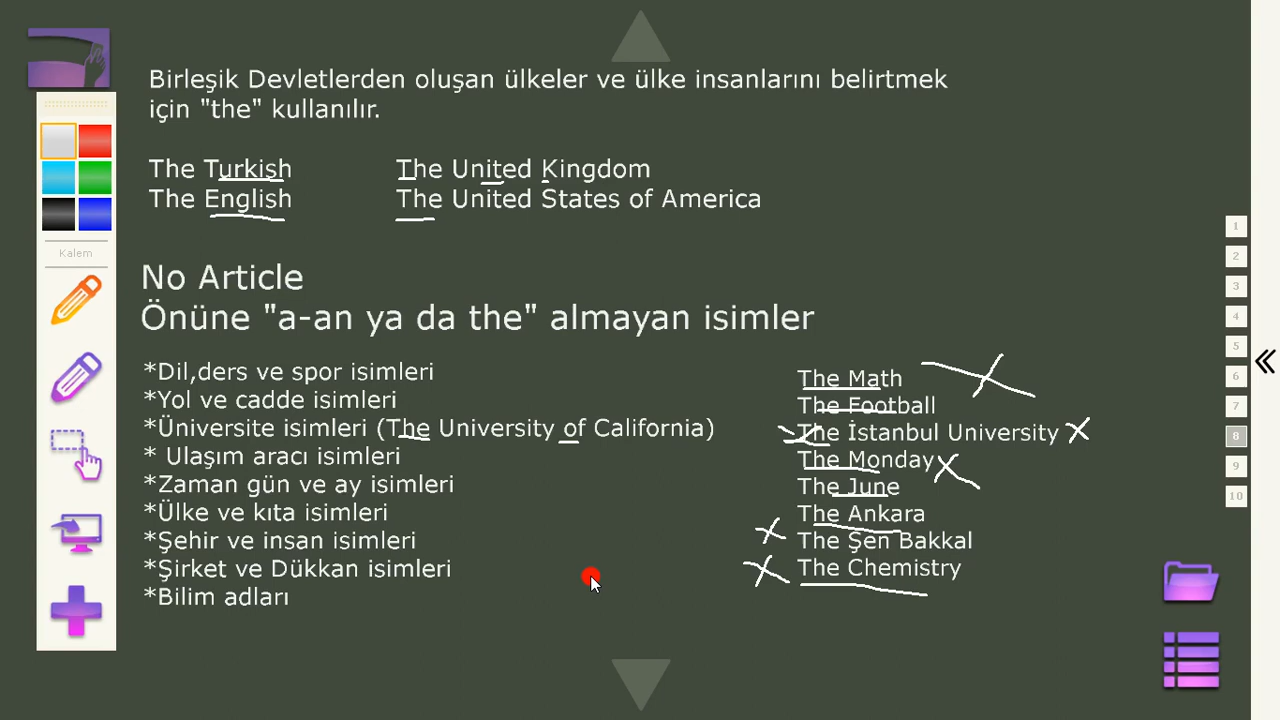 Birleşik Devletlerden oluşan ülkeler ve ülke insanlarını belirtmek
için "the" kullanılır.
The Turkish The United Kingdom
The English The United States of America
Kalem
No Article
Önüne "a-an ya da the" almayan isimler
*Dil,ders ve spor isimleri
*Yol ve cadde isimleri
*Üniversite isimleri (The University of California)
* Ulaşım aracı isimleri
*Zaman gün ve ay isimleri
*Ülke ve kıta isimleri
*Şehir ve insan isimleri
*Şirket ve Dükkan isimleri
*Bilim adları
The Math
The Football
The İstanbul University
The Monday
The June
The Ankara
The Şen Bakkal
The Chemistry
1
2
3
4
5
6
7
8
9
10